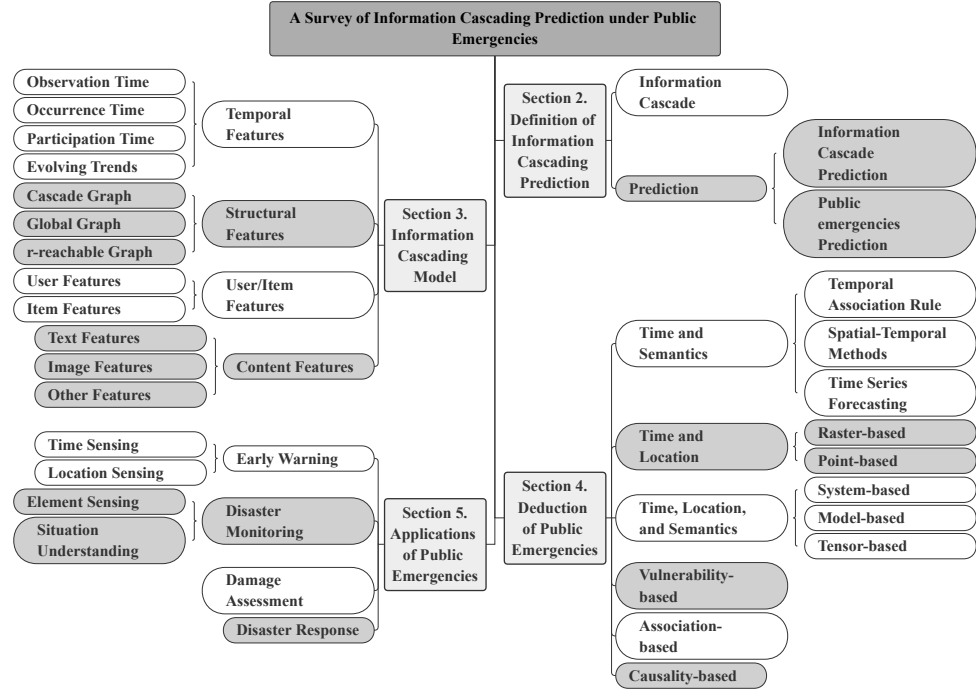 A Survey of Information Cascading Prediction under Public
Emergencies
Section 2.
Definition of
Information
Cascading
Prediction
Information
Cascade
Prediction
Information
Cascade
Prediction
Public
emergencies
Prediction
Section 3.
Information
Cascading
Model
Temporal
Features
Observation Time
Occurrence Time
Participation Time
Evolving Trends
Structural
Features
Cascade Graph
Global Graph
r-reachable Graph
User/Item
Features
User Features
Item Features
Content Features
Text Features
Image Features
Other Features
Section 4.
Deduction
of Public
Emergencies
Time and
Semantics
Temporal
Association Rule
Spatial-Temporal
Methods
Time Series
Forecasting
Time and
Location
Raster-based
Point-based
Time, Location,
and Semantics
System-based
Model-based
Tensor-based
Vulnerability-
based
Association-
based
Causality-based
Section 5.
Applications
of Public
Emergencies
Early Warning
Time Sensing
Location Sensing
Disaster
Monitoring
Element Sensing
Situation
Understanding
Damage
Assessment
Disaster Response